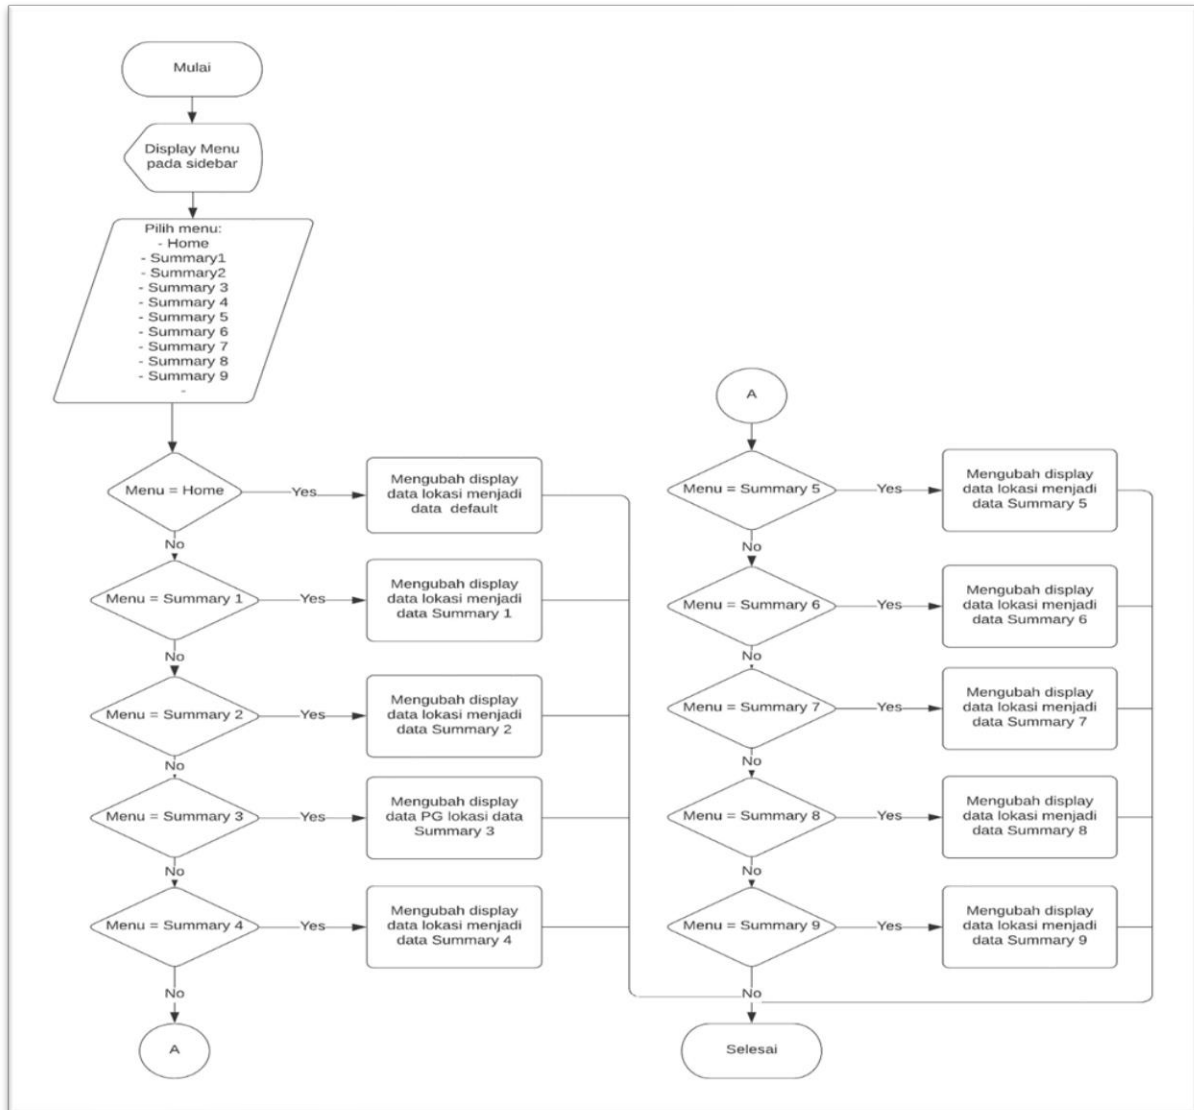 Mulai
Display Menu
pada sidebar
Pilih menu:
- Home
- Summary1
- Summary2
- Summary 3
- Summary 4
- Summary 5
- Summary 6
- Summary 7
- Summary 8
- Summary 9
-
Menu = Home
Yes
Mengubah display
data lokasi menjadi
data default
No
Menu = Summary 1
Yes
Mengubah display
data lokasi menjadi
data Summary 1
No
Menu = Summary 2
Yes
Mengubah display
data lokasi menjadi
data Summary 2
No
Menu = Summary 3
Yes
Mengubah display
data PG lokasi data
Summary 3
No
Menu = Summary 4
Yes
Mengubah display
data lokasi menjadi
data Summary 4
No
A
A
Menu = Summary 5
Yes
Mengubah display
data lokasi menjadi
data Summary 5
No
Menu = Summary 6
Yes
Mengubah display
data lokasi menjadi
data Summary 6
No
Menu = Summary 7
Yes
Mengubah display
data lokasi menjadi
data Summary 7
No
Menu = Summary 8
Yes
Mengubah display
data lokasi menjadi
data Summary 8
No
Menu = Summary 9
Yes
Mengubah display
data lokasi menjadi
data Summary 9
No
Selesai